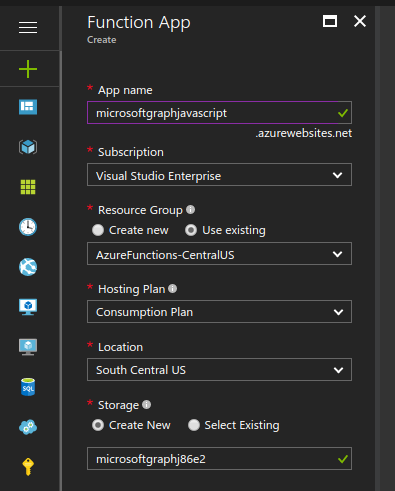 Function App
Create
* App name
microsoftgraphjavascript
.azurewebsites.net
* Subscription
Visual Studio Enterprise
* Resource Group
Create new Use existing
AzureFunctions-CentralUS
* Hosting Plan
Consumption Plan
* Location
South Central US
* Storage
Create New Select Existing
microsoftgraphj86e2
SQL